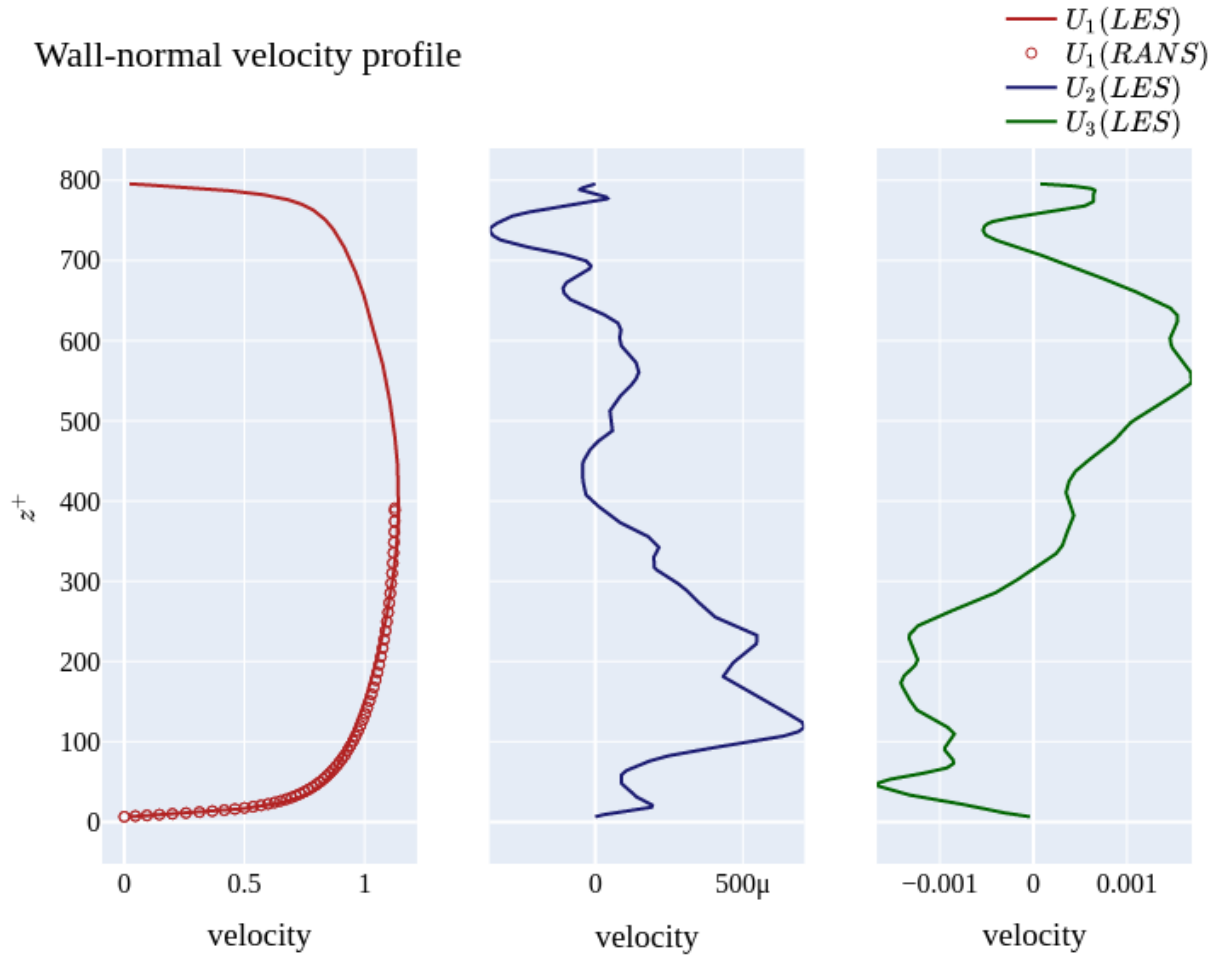 Wall-normal velocity profile
U₁(LES)
U₁(RANS)
U₂(LES)
U₃(LES)
z⁺
800
700
600
500
400
300
200
100
0
0 0.5 1
0 500μ
−0.001 0 0.001
velocity
velocity
velocity